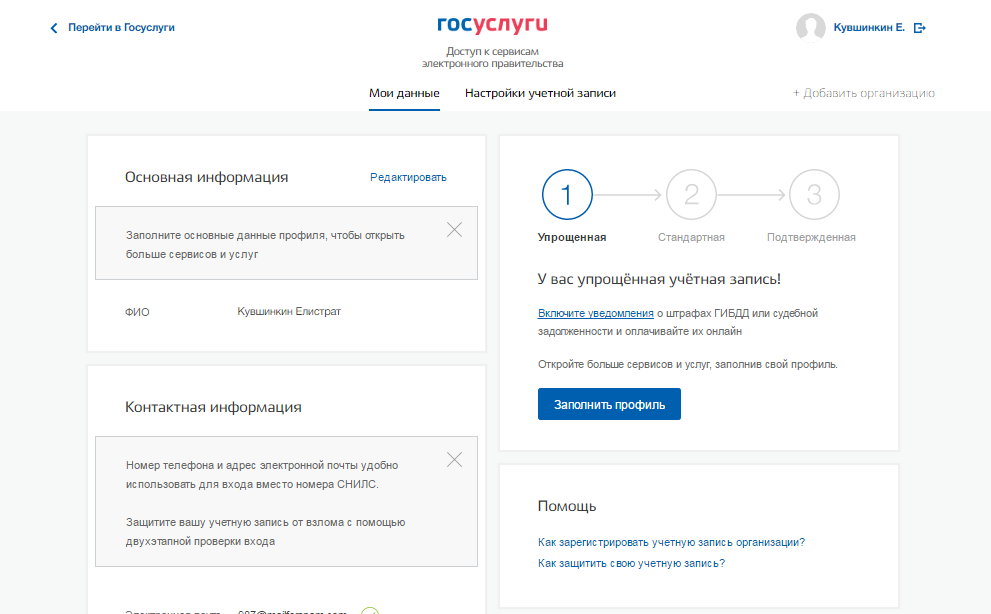 Перейти в Госуслуги
госуслуги
Кувшинкин Е.
Доступ к сервисам
электронного правительства
Мои данные
Настройки учетной записи
+ Добавить организацию
Основная информация
Редактировать
Заполните основные данные профиля, чтобы открыть
больше сервисов и услуг
ФИО
Кувшинкин Елистрат
Контактная информация
Номер телефона и адрес электронной почты удобно
использовать для входа вместо номера СНИЛС.
Защитите вашу учетную запись от взлома с помощью
двухэтапной проверки входа
Электронная почта
1
2
3
Упрощенная
Стандартная
Подтвержденная
У вас упрощённая учётная запись!
Включите уведомления о штрафах ГИБДД или судебной
задолженности и оплачивайте их онлайн
Откройте больше сервисов и услуг, заполнив свой профиль.
Заполнить профиль
Помощь
Как зарегистрировать учетную запись организации?
Как защитить свою учетную запись?